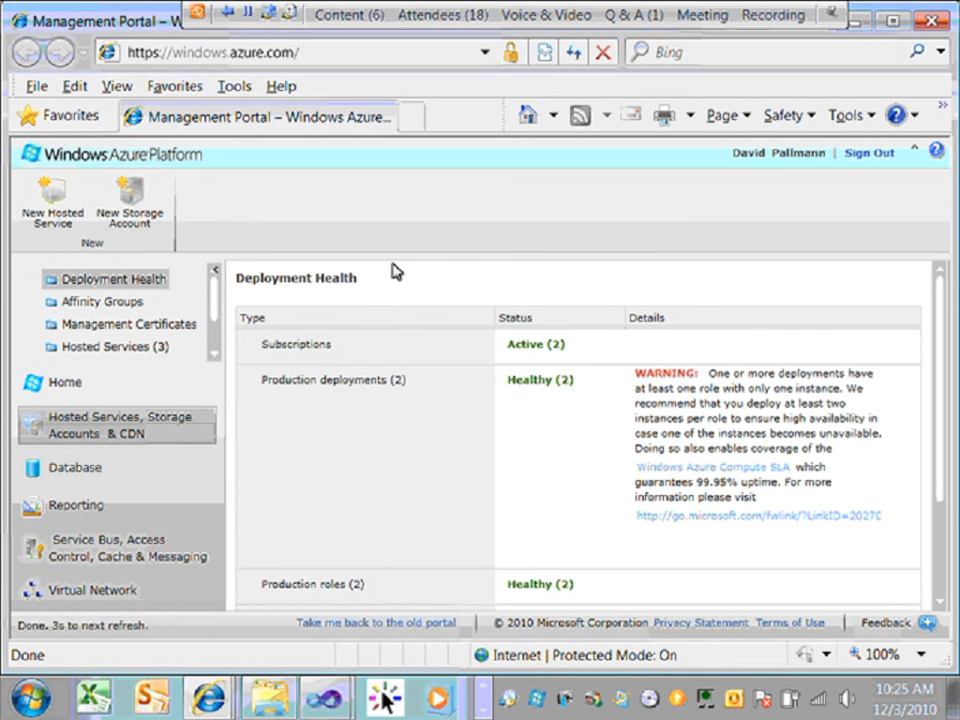 Management Portal – W
Content (6) Attendees (18) Voice & Video Q & A (1) Meeting Recording
https://windows.azure.com/
Bing
File Edit View Favorites Tools Help
Favorites
Management Portal – Windows Azure...
Page Safety Tools
Windows Azure Platform
David Pallmann | Sign Out
New Hosted
Service
New Storage
Account
New
Deployment Health
Affinity Groups
Management Certificates
Hosted Services (3)
Home
Hosted Services, Storage
Accounts & CDN
Database
Reporting
Service Bus, Access
Control, Cache & Messaging
Virtual Network
Deployment Health
Type Status Details
Subscriptions Active (2)
Production deployments (2) Healthy (2)
WARNING: One or more deployments have
at least one role with only one instance. We
recommend that you deploy at least two
instances per role to ensure high availability in
case one of the instances becomes unavailable.
Doing so also enables coverage of the
Windows Azure Compute SLA which
guarantees 99.95% uptime. For more
information please visit
http://go.microsoft.com/fwlink/?LinkID=2027C
Production roles (2) Healthy (2)
Done. 3s to next refresh.
Take me back to the old portal | © 2010 Microsoft Corporation Privacy Statement Terms of Use | Feedback
Done
Internet | Protected Mode: On
100%
10:25 AM
12/3/2010